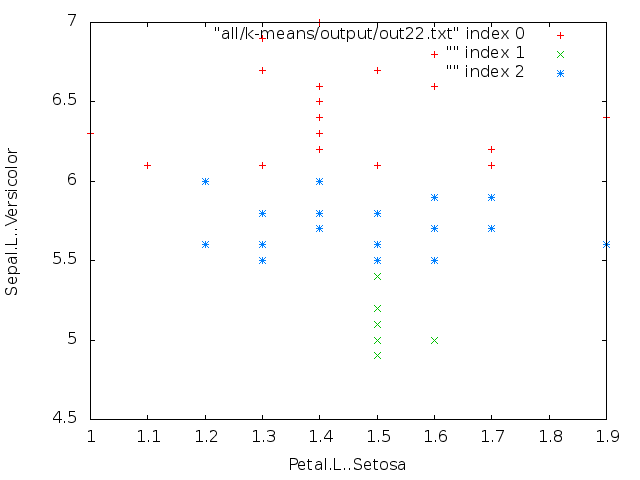 "all/k-means/output/out22.txt" index 0
"" index 1
"" index 2
7
6.5
6
5.5
5
4.5
1 1.1 1.2 1.3 1.4 1.5 1.6 1.7 1.8 1.9
Sepal.L..Versicolor
Petal.L..Setosa